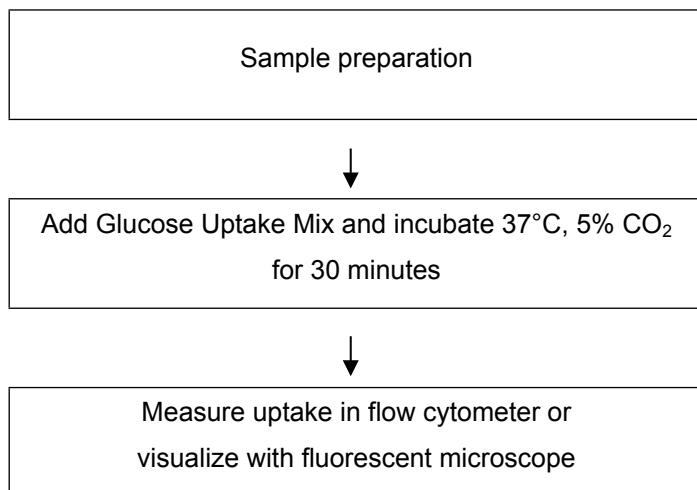 Sample preparation
Add Glucose Uptake Mix and incubate 37°C, 5% CO₂
for 30 minutes
Measure uptake in flow cytometer or
visualize with fluorescent microscope